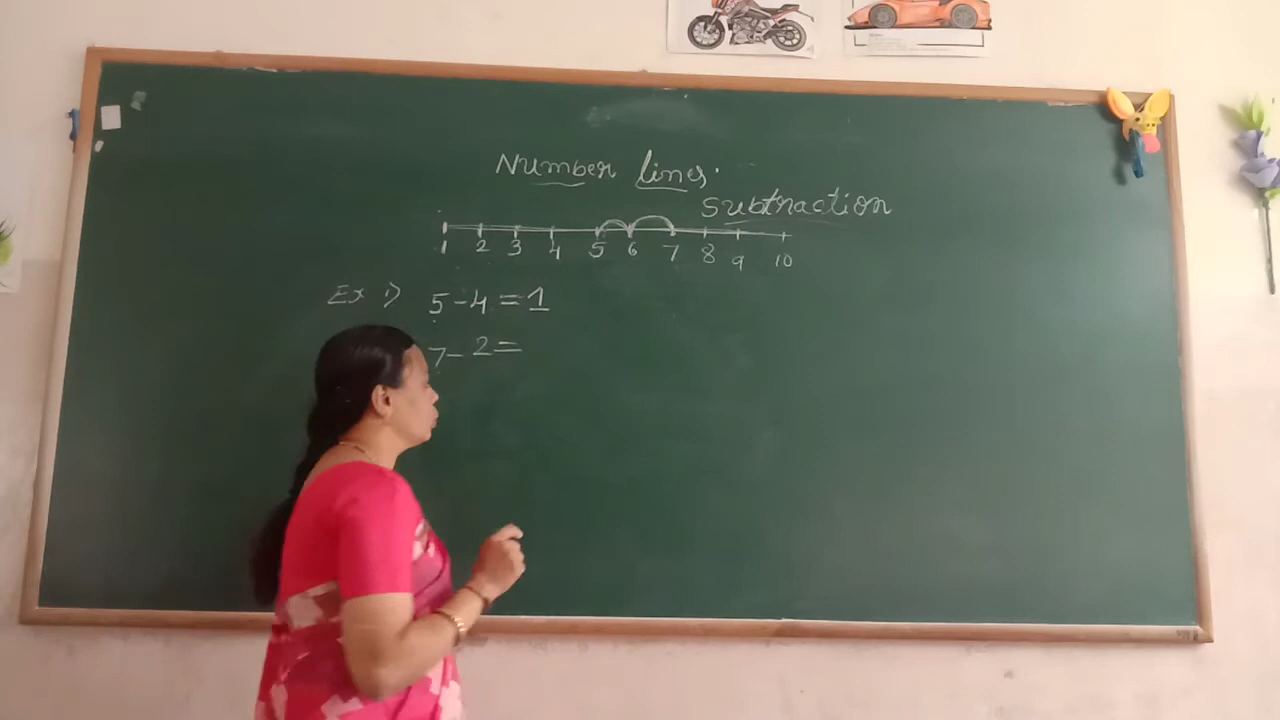 Number lines.
Subtraction
1 2 3 4 5 6 7 8 9 10
Ex 1) 5-4=1
7-2=